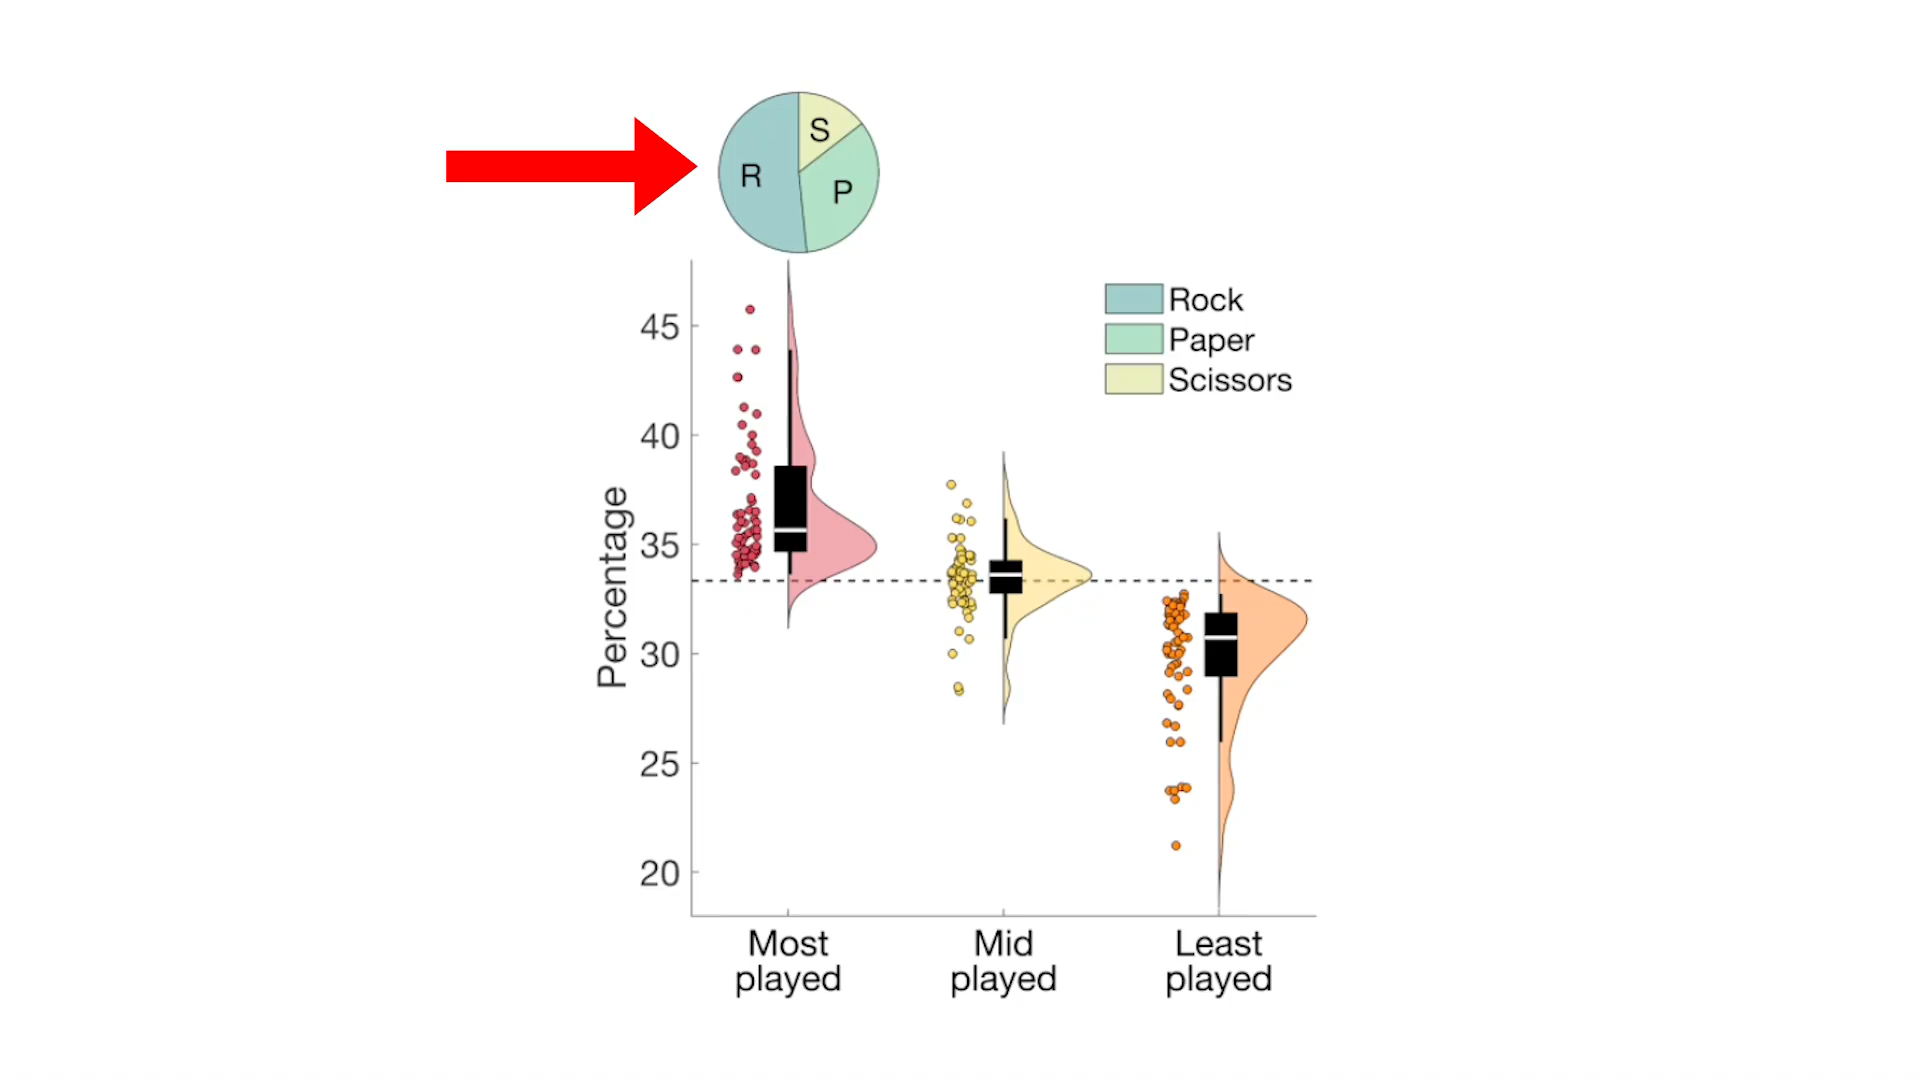 S
R
P
Rock
Paper
Scissors
45
40
35
30
25
20
Percentage
Most
played
Mid
played
Least
played